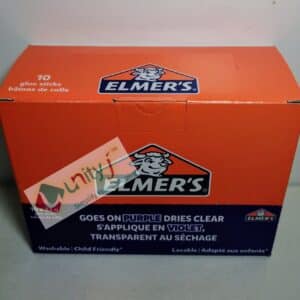 10
glue sticks
bâtons de colle
ELMER'S
unity j
ELMER'S
GOES ON PURPLE DRIES CLEAR
S'APPLIQUE EN VIOLET,
TRANSPARENT AU SÉCHAGE
ELMER'S
Washable | Child Friendly*
Lavable | Adapté aux enfants*